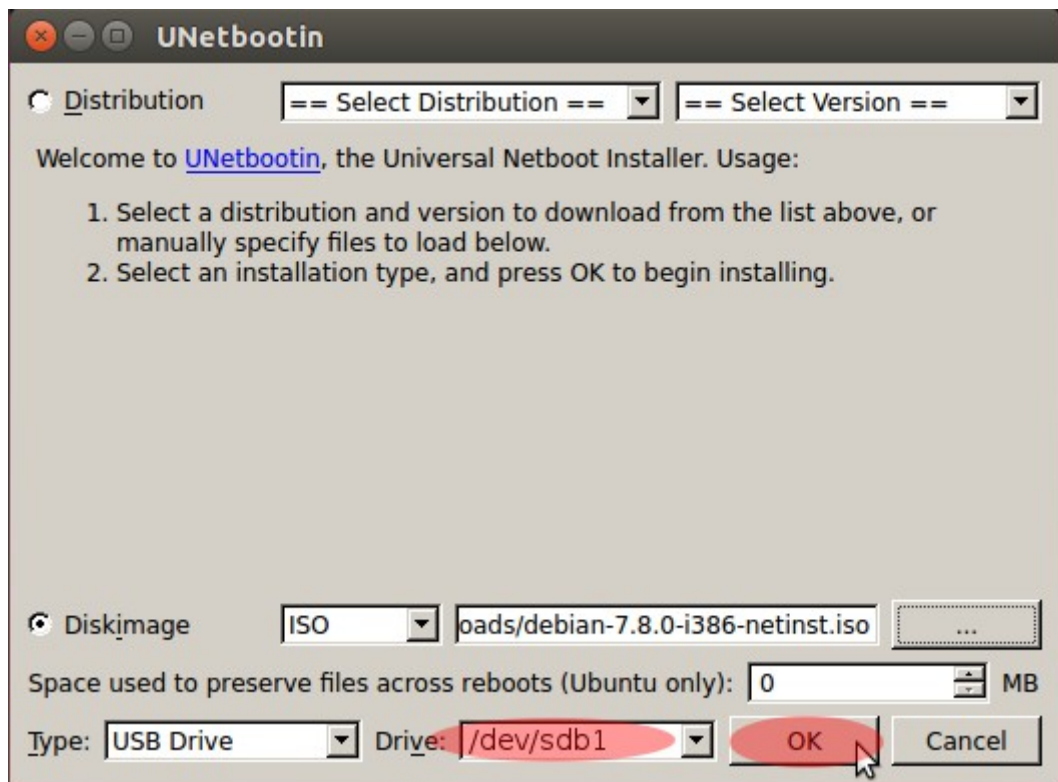 UNetbootin
Distribution == Select Distribution == == Select Version ==
Welcome to UNetbootin, the Universal Netboot Installer. Usage:
1. Select a distribution and version to download from the list above, or
manually specify files to load below.
2. Select an installation type, and press OK to begin installing.
Diskimage ISO oads/debian-7.8.0-i386-netinst.iso ...
Space used to preserve files across reboots (Ubuntu only): 0 MB
Type: USB Drive Drive: /dev/sdb1 OK Cancel